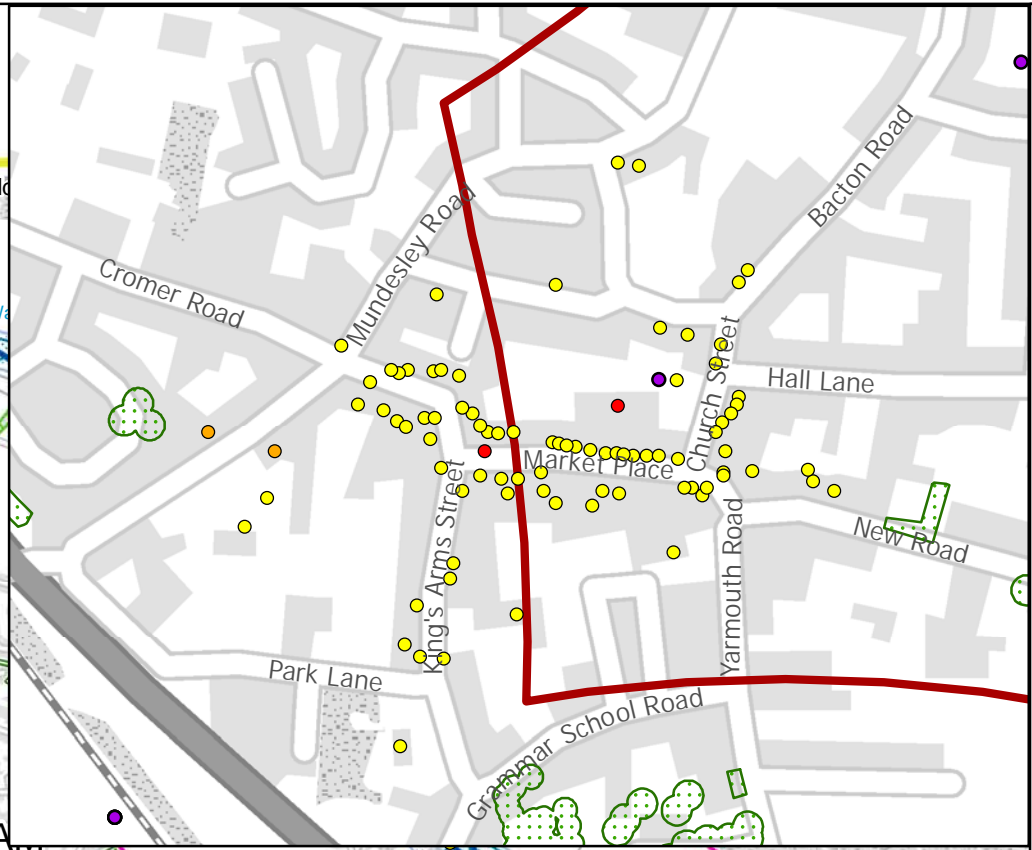 Bacton Road
Mundesley Road
Cromer Road
Church Street
Hall Lane
Market Place
King's Arms Street
New Road
Yarmouth Road
Park Lane
Grammar School Road